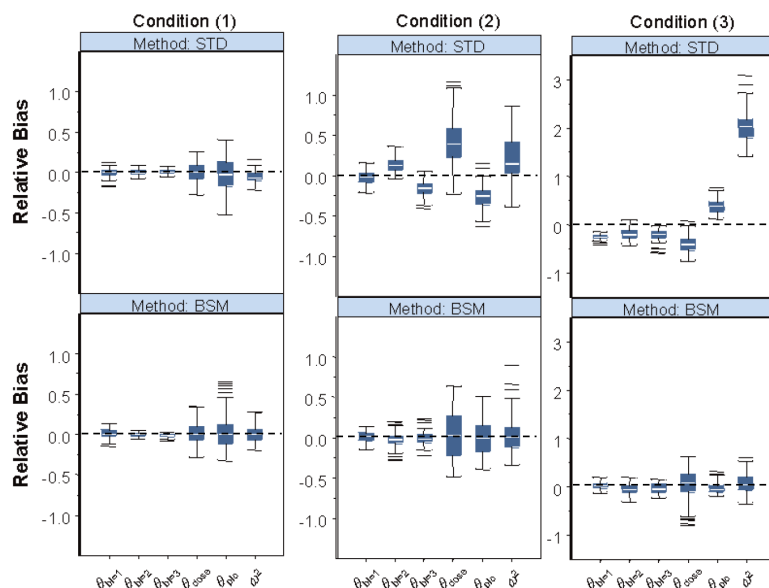 Condition (1) Condition (2) Condition (3)
Method: STD Method: STD Method: STD
Relative Bias
1.0 1.0 3
0.5 0.5 2
0.0 0.0 1
-0.5 -0.5 0
-1.0 -1.0 -1
Method: BSM Method: BSM Method: BSM
Relative Bias
1.0 1.0 3
0.5 0.5 2
0.0 0.0 1
-0.5 -0.5 0
-1.0 -1.0 -1
θbl=1 θbl=2 θbl=3 θdose θplb ω² θbl=1 θbl=2 θbl=3 θdose θplb ω² θbl=1 θbl=2 θbl=3 θdose θplb ω²